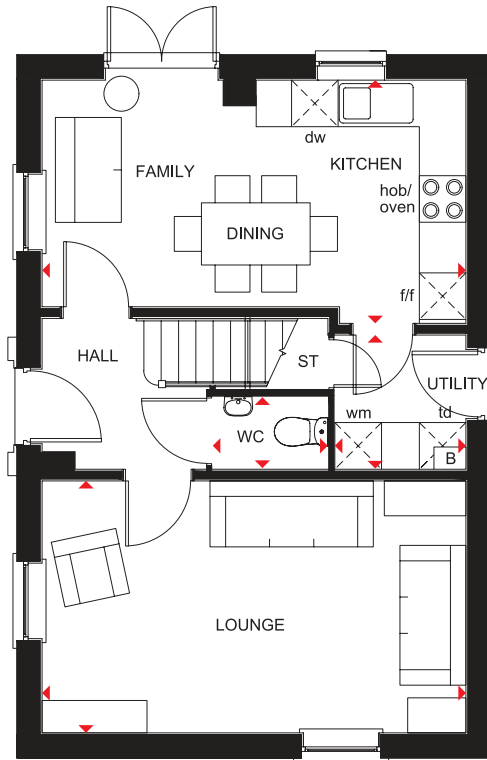 dw
FAMILY
KITCHEN
hob/
oven
DINING
f/f
HALL
ST
UTILITY
WC
wm
td
B
LOUNGE